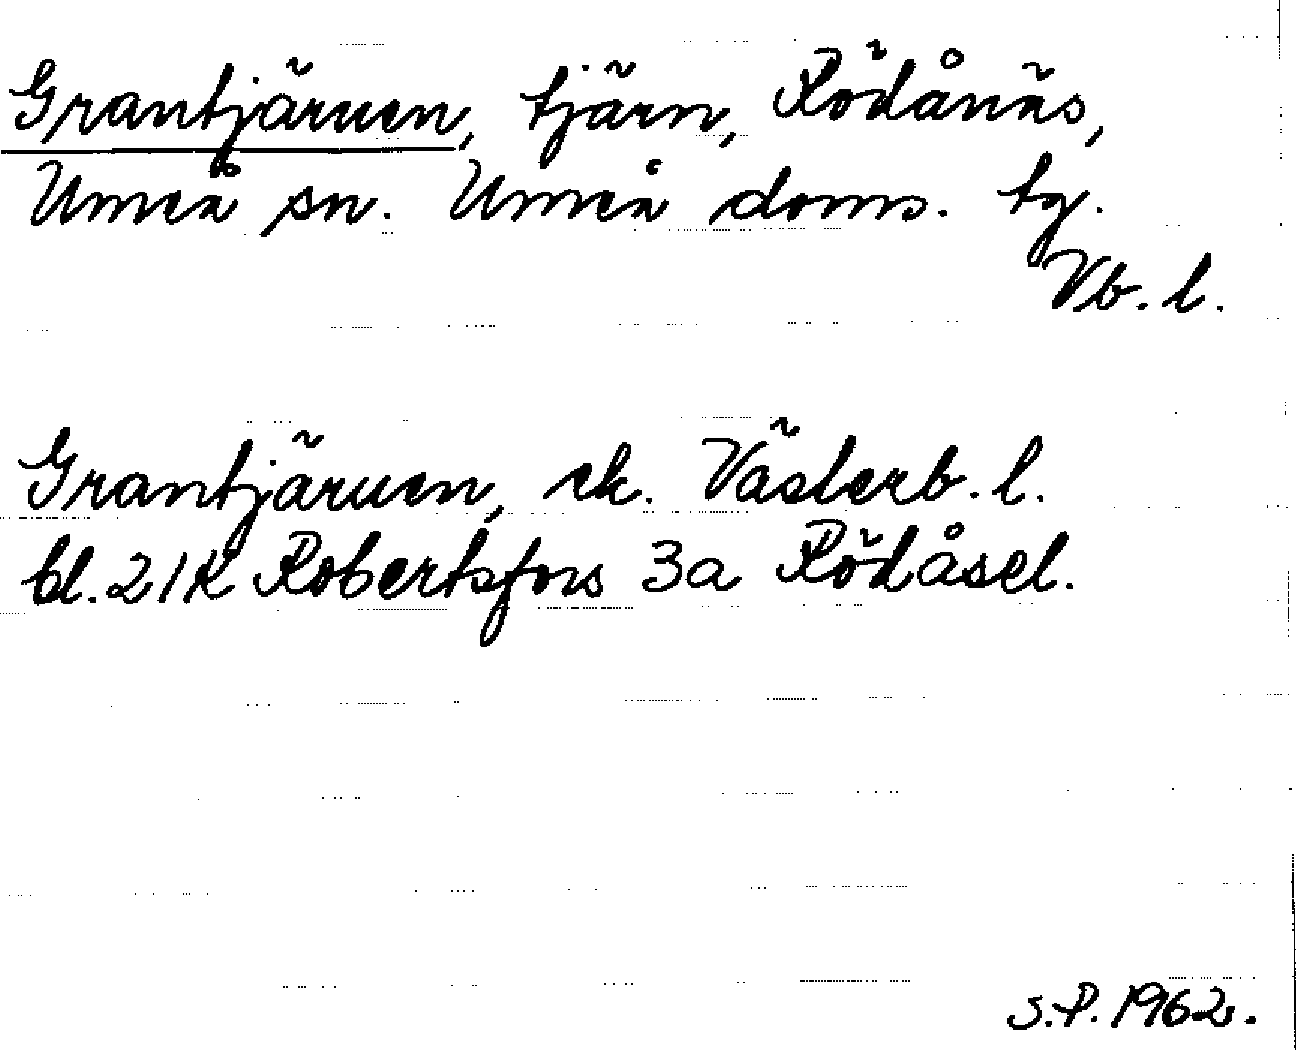 Grantjärnen, tjärn, Rödånäs,
Umeå sn. Umeå doms. tg.
Vb. l.
Grantjärnen, ek. Västerb. l.
bl. 21K Robertsfors 3a Rödåsel.
S.P. 1962.